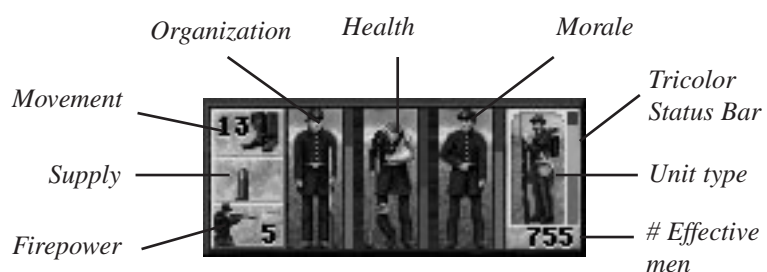 Organization
Health
Morale
Movement
Tricolor
Status Bar
13
Supply
Unit type
Firepower
5
755
# Effective
men